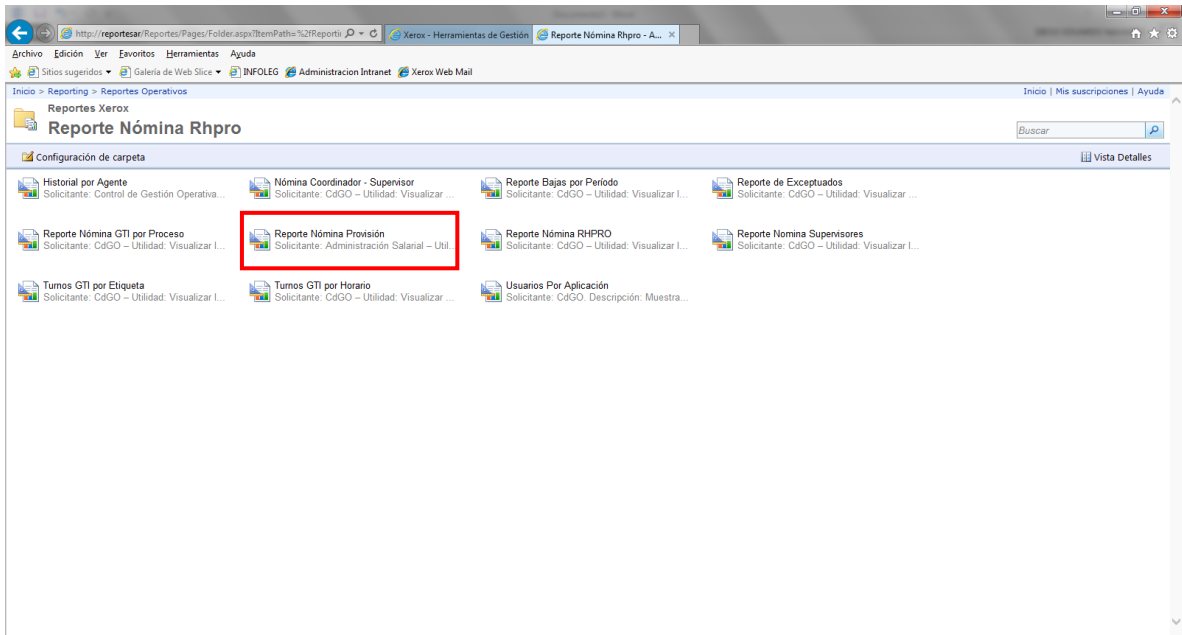 http://reportesar/Reportes/Pages/Folder.aspx?ItemPath=%2fReportii
Xerox - Herramientas de Gestión
Reporte Nómina Rhpro - A...
Archivo Edición Ver Favoritos Herramientas Ayuda
Sitios sugeridos Galería de Web Slice INFOLEG Administracion Intranet Xerox Web Mail
Inicio > Reporting > Reportes Operativos
Inicio | Mis suscripciones | Ayuda
Reportes Xerox
Reporte Nómina Rhpro
Buscar
Configuración de carpeta
Vista Detalles
Historial por Agente
Solicitante: Control de Gestión Operativa...
Nómina Coordinador - Supervisor
Solicitante: CdGO – Utilidad: Visualizar ...
Reporte Bajas por Período
Solicitante: CdGO – Utilidad: Visualizar l...
Reporte de Exceptuados
Solicitante: CdGO – Utilidad: Visualizar ...
Reporte Nómina GTI por Proceso
Solicitante: CdGO – Utilidad: Visualizar l...
Reporte Nómina Provisión
Solicitante: Administración Salarial – Util...
Reporte Nómina RHPRO
Solicitante: CdGO – Utilidad: Visualizar l...
Reporte Nomina Supervisores
Solicitante: CdGO – Utilidad: Visualizar l...
Turnos GTI por Etiqueta
Solicitante: CdGO – Utilidad: Visualizar l...
Turnos GTI por Horario
Solicitante: CdGO – Utilidad: Visualizar ...
Usuarios Por Aplicación
Solicitante: CdGO. Descripción: Muestra...